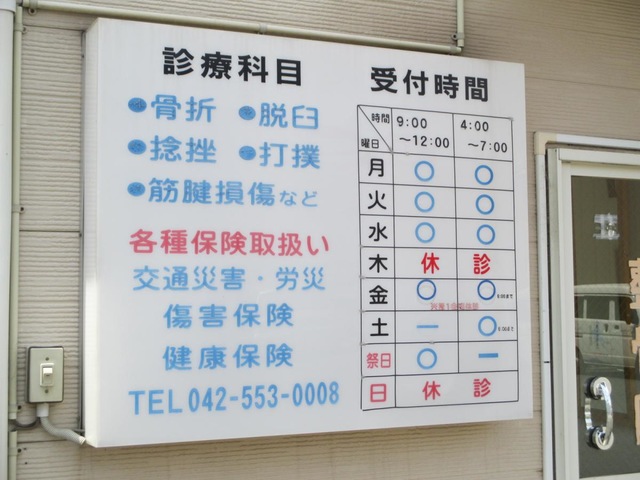 診療科目
●骨折 ●脱臼
●捻挫 ●打撲
●筋腱損傷など
各種保険取扱い
交通災害・労災
傷害保険
健康保険
TEL042-553-0008
受付時間
時間 曜日 9:00～12:00 4:00～7:00
月 ○ ○
火 ○ ○
水 ○ ○
木 休 診
金 ○ ○
土 － ○
祭日 ○ －
日 休 診